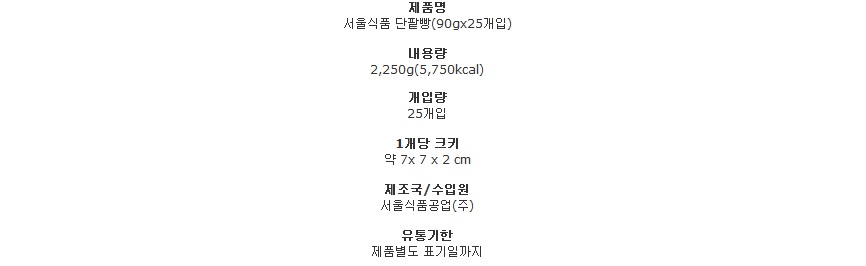 제품명
서울식품 단팥빵(90gx25개입)
내용량
2,250g(5,750kcal)
개입량
25개입
1개당 크키
약 7x 7 x 2 cm
제조국/수입원
서울식품공업(주)
유통기한
제품별도 표기일까지